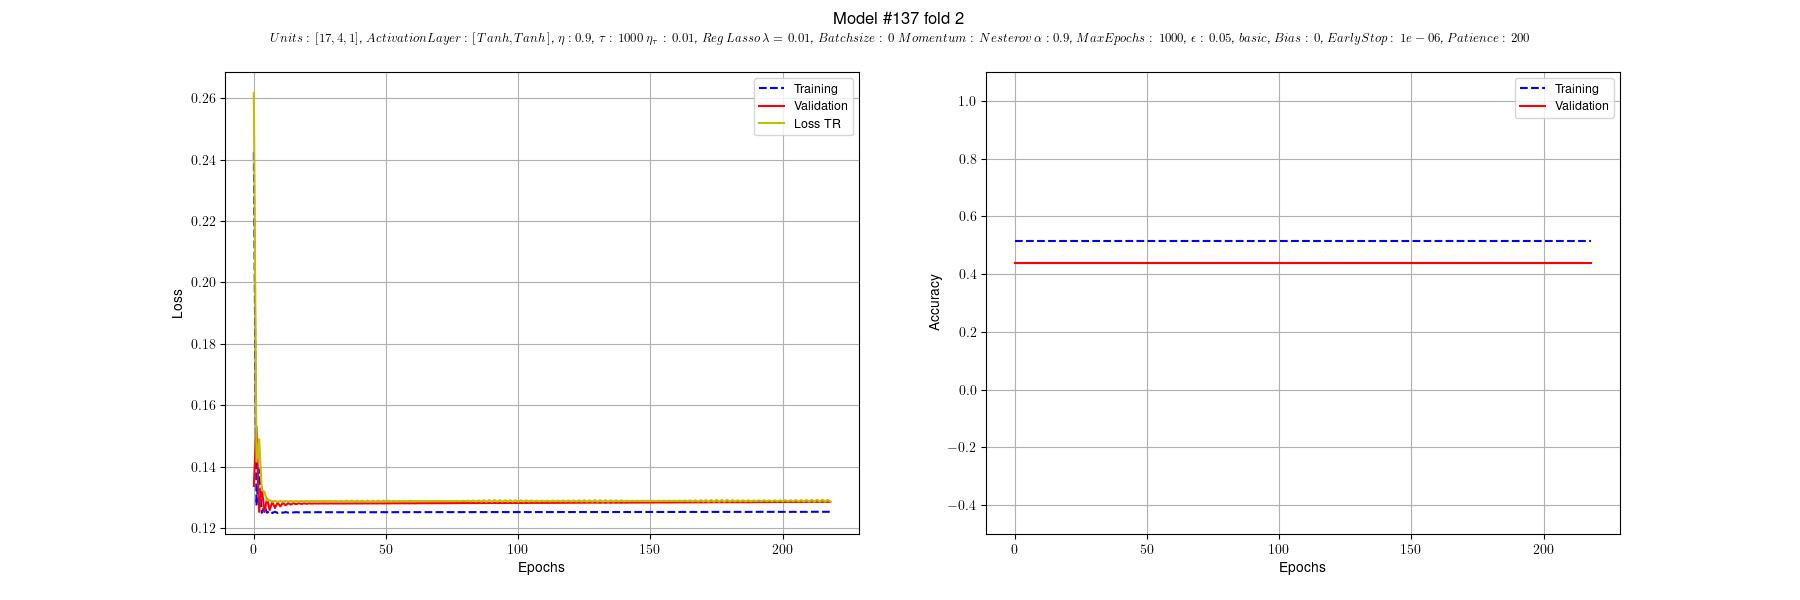 Model #137 fold 2
Units : [17, 4, 1], ActivationLayer : [Tanh, Tanh], η : 0.9, τ : 1000 η_τ : 0.01, Reg Lasso λ = 0.01, Batchsize : 0 Momentum : Nesterov α : 0.9, MaxEpochs : 1000, ϵ : 0.05, basic, Bias : 0, EarlyStop : 1e − 06, Patience : 200
Training
Validation
Loss TR
0.26
0.24
0.22
0.20
0.18
0.16
0.14
0.12
Loss
0 50 100 150 200
Epochs
Training
Validation
1.0
0.8
0.6
0.4
0.2
0.0
−0.2
−0.4
Accuracy
0 50 100 150 200
Epochs